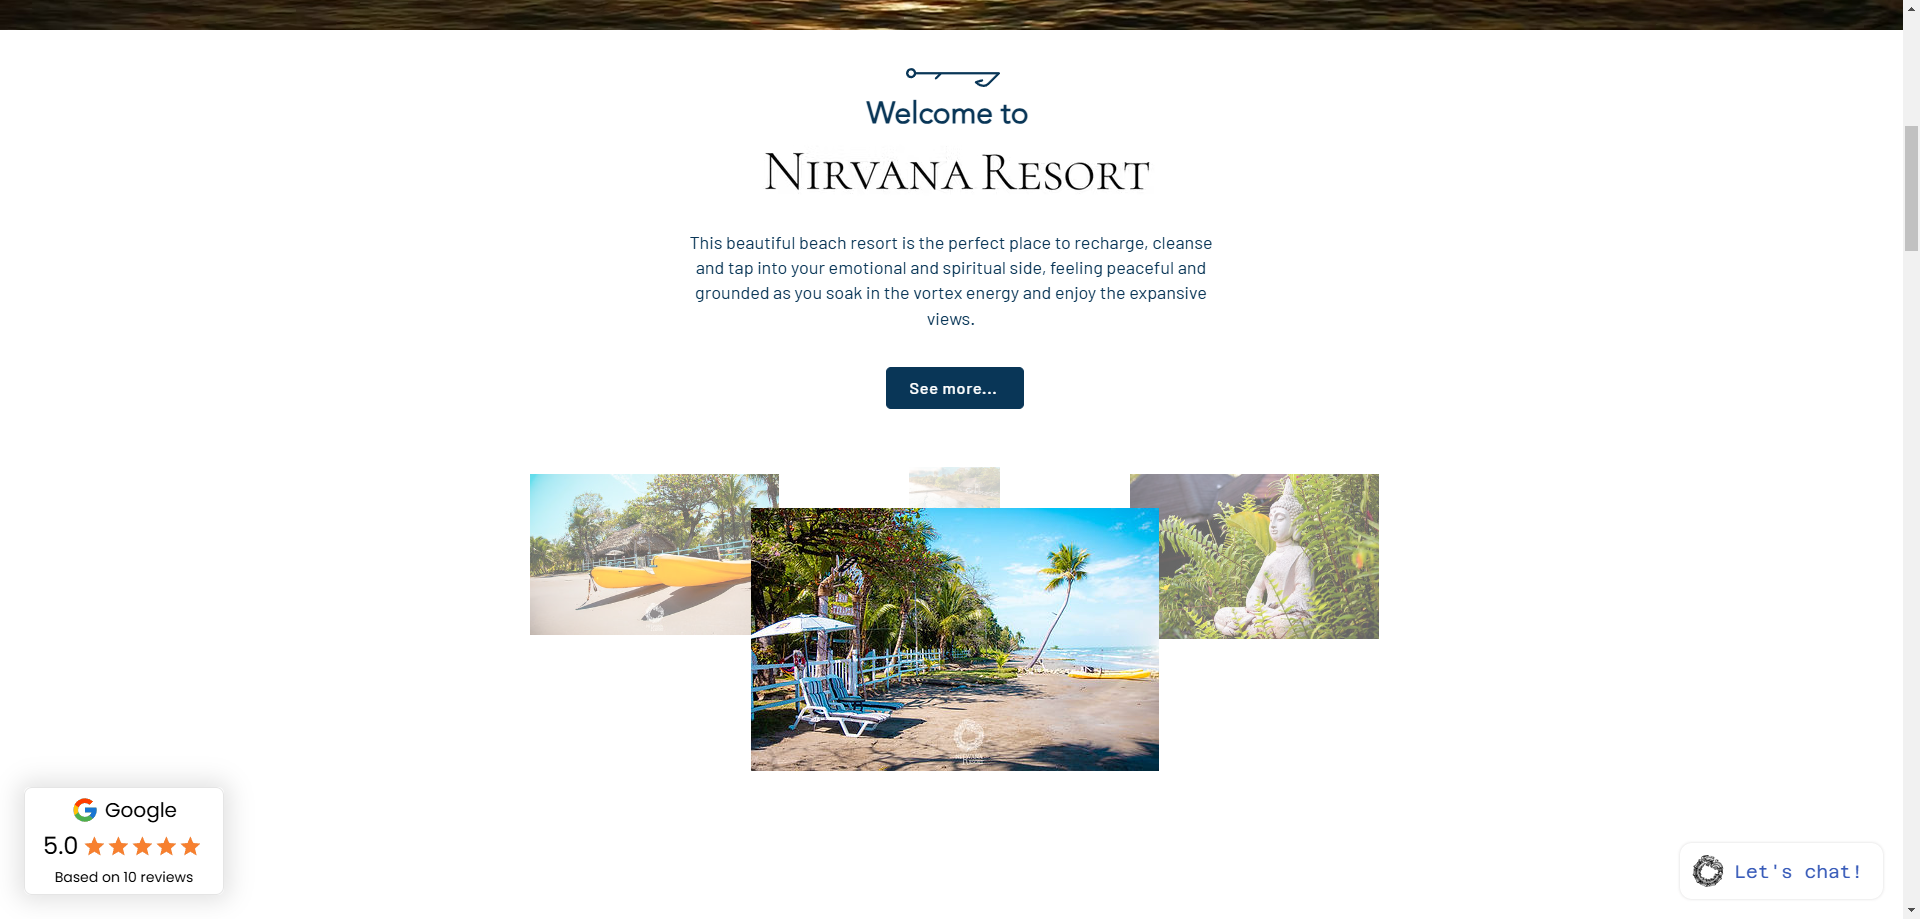 Welcome to
NIRVANA RESORT
This beautiful beach resort is the perfect place to recharge, cleanse
and tap into your emotional and spiritual side, feeling peaceful and
grounded as you soak in the vortex energy and enjoy the expansive
views.
See more...
Google
5.0
Based on 10 reviews
Let's chat!